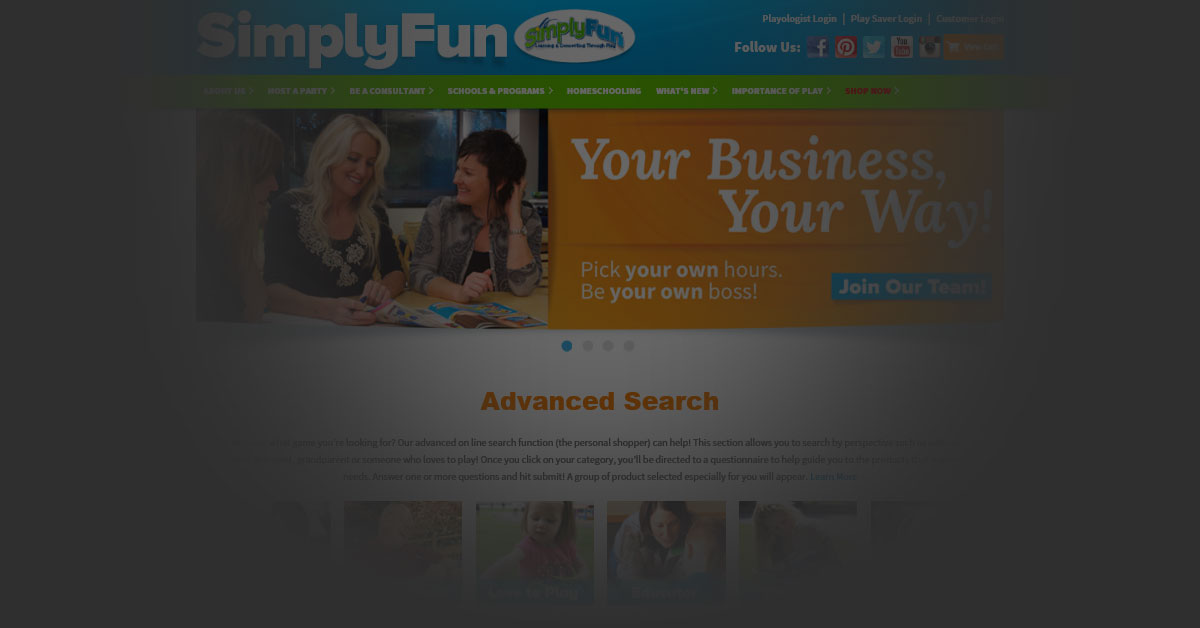 SimplyFun
SimplyFun
Learning & Connecting Through Play
Playologist Login | Play Saver Login | Customer Login
Follow Us:
You Tube
View Cart
ABOUT US HOST A PARTY BE A CONSULTANT SCHOOLS & PROGRAMS HOMESCHOOLING WHAT'S NEW IMPORTANCE OF PLAY SHOP NOW
Your Business,
Your Way!
Pick your own hours.
Be your own boss!
Join Our Team!
Advanced Search
what game you're looking for? Our advanced on line search function (the personal shopper) can help! This section allows you to search by perspective such as
grandparent or someone who loves to play! Once you click on your category, you'll be directed to a questionnaire to help guide you to the products that
needs. Answer one or more questions and hit submit! A group of product selected especially for you will appear. Learn More
Love to Play
Educator